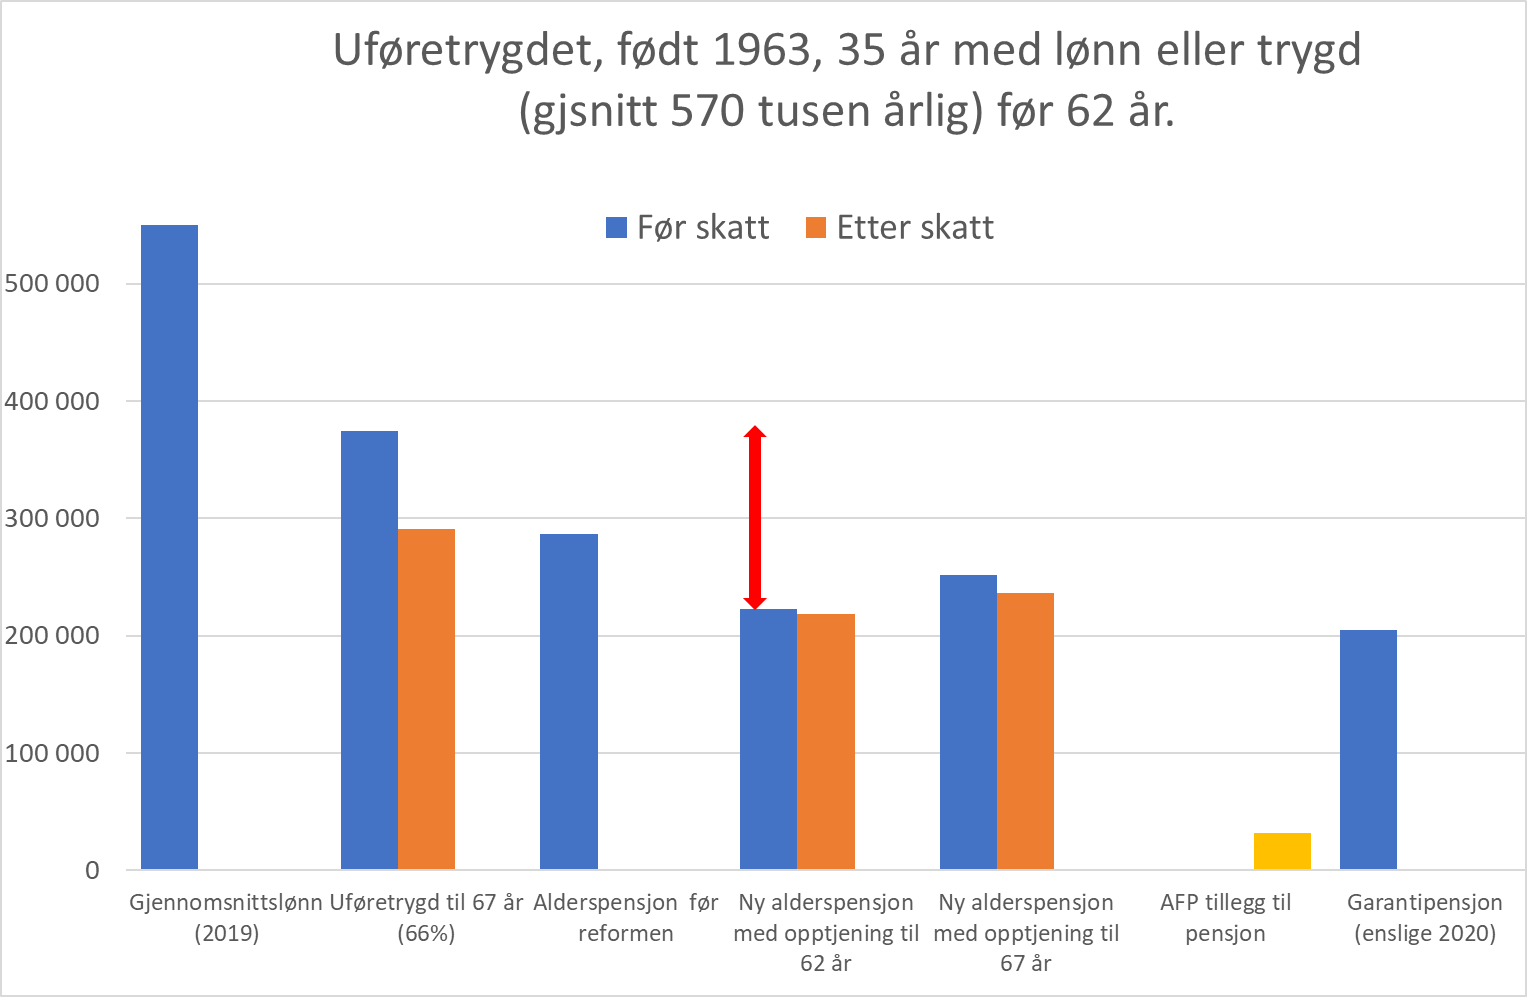 Uføretrygdet, født 1963, 35 år med lønn eller trygd
(gjsnitt 570 tusen årlig) før 62 år.
Før skatt
Etter skatt
500 000
400 000
300 000
200 000
100 000
0
Gjennomsnittslønn
(2019)
Uføretrygd til 67 år
(66%)
Alderspensjon før
reformen
Ny alderspensjon
med opptjening til
62 år
Ny alderspensjon
med opptjening til
67 år
AFP tillegg til
pensjon
Garantipensjon
(enslige 2020)